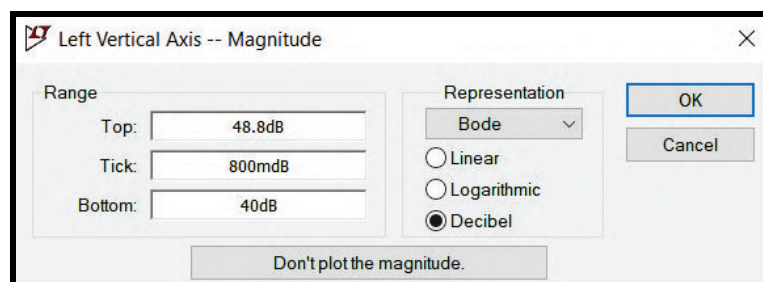 Left Vertical Axis -- Magnitude
Range
Top: 48.8dB
Tick: 800mdB
Bottom: 40dB
Representation
Bode
Linear
Logarithmic
Decibel
OK
Cancel
Don't plot the magnitude.